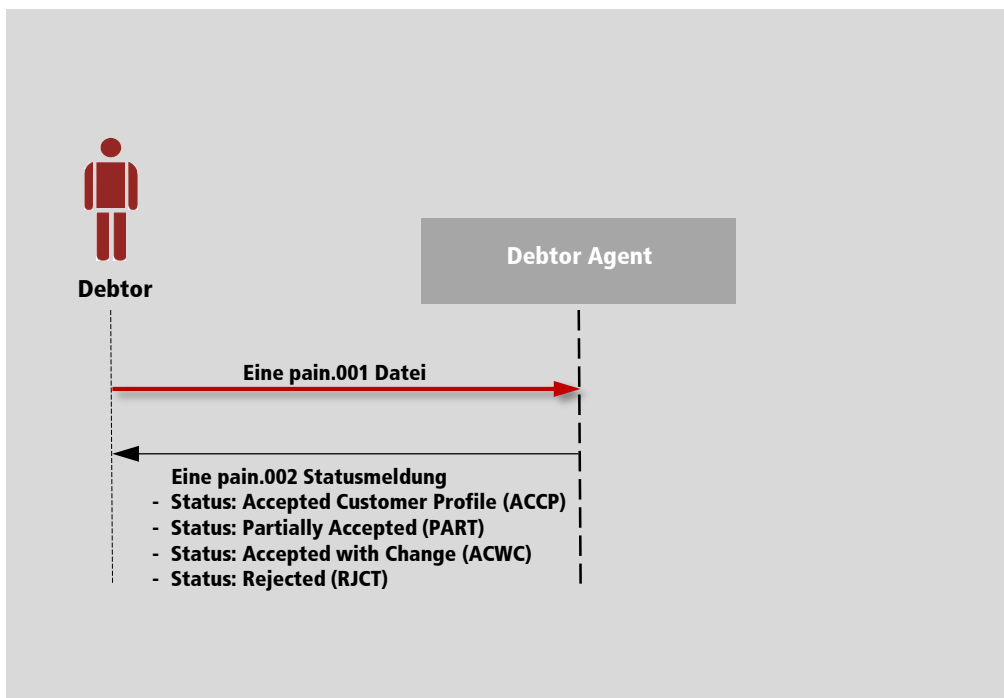 Debtor Agent
Debtor
Eine pain.001 Datei
Eine pain.002 Statusmeldung
- Status: Accepted Customer Profile (ACCP)
- Status: Partially Accepted (PART)
- Status: Accepted with Change (ACWC)
- Status: Rejected (RJCT)